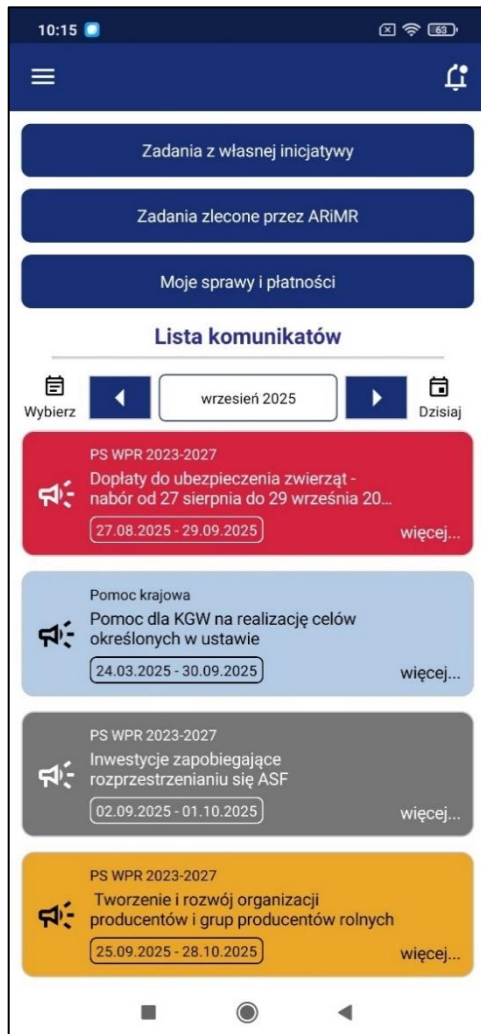 10:15
63
Zadania z własnej inicjatywy
Zadania zlecone przez ARiMR
Moje sprawy i płatności
Lista komunikatów
Wybierz
wrzesień 2025
Dzisiaj
PS WPR 2023-2027
Dopłaty do ubezpieczenia zwierząt -
nabór od 27 sierpnia do 29 września 20...
27.08.2025 - 29.09.2025
więcej...
Pomoc krajowa
Pomoc dla KGW na realizację celów
określonych w ustawie
24.03.2025 - 30.09.2025
więcej...
PS WPR 2023-2027
Inwestycje zapobiegające
rozprzestrzenianiu się ASF
02.09.2025 - 01.10.2025
więcej...
PS WPR 2023-2027
Tworzenie i rozwój organizacji
producentów i grup producentów rolnych
25.09.2025 - 28.10.2025
więcej...